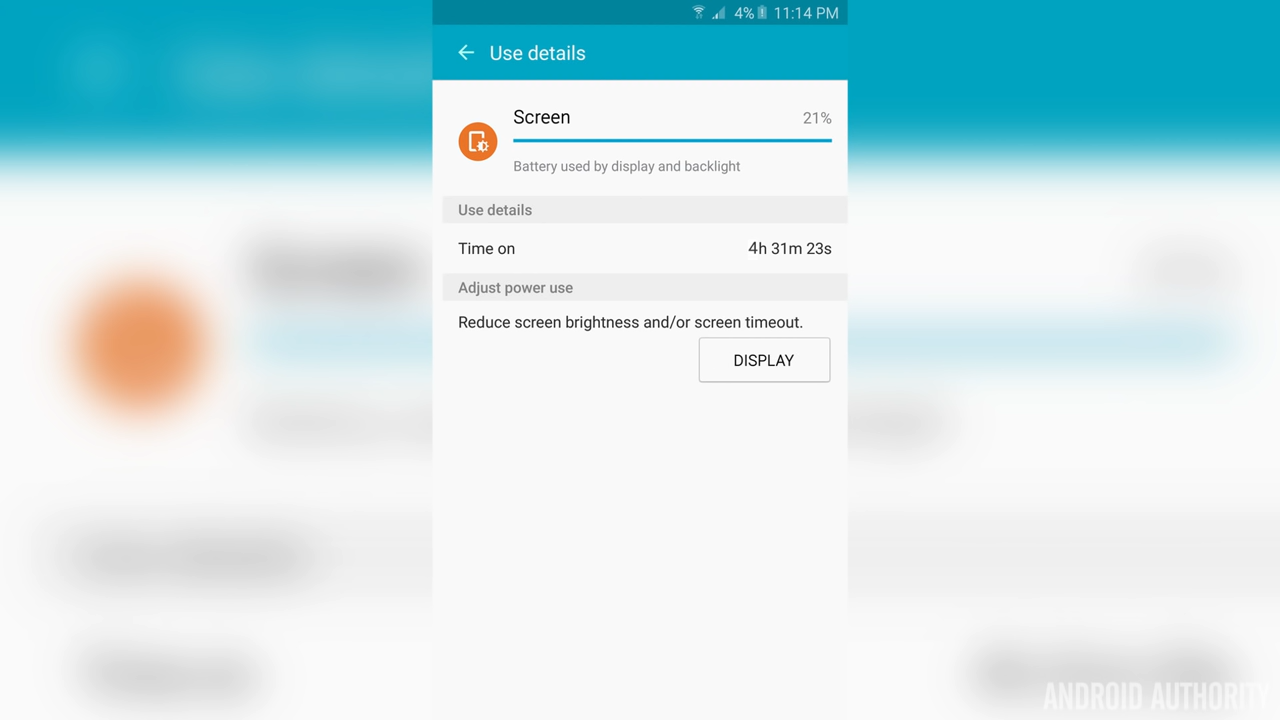 4% 11:14 PM
Use details
Screen 21%
Battery used by display and backlight
Use details
Time on 4h 31m 23s
Adjust power use
Reduce screen brightness and/or screen timeout.
DISPLAY
ANDROID AUTHORITY